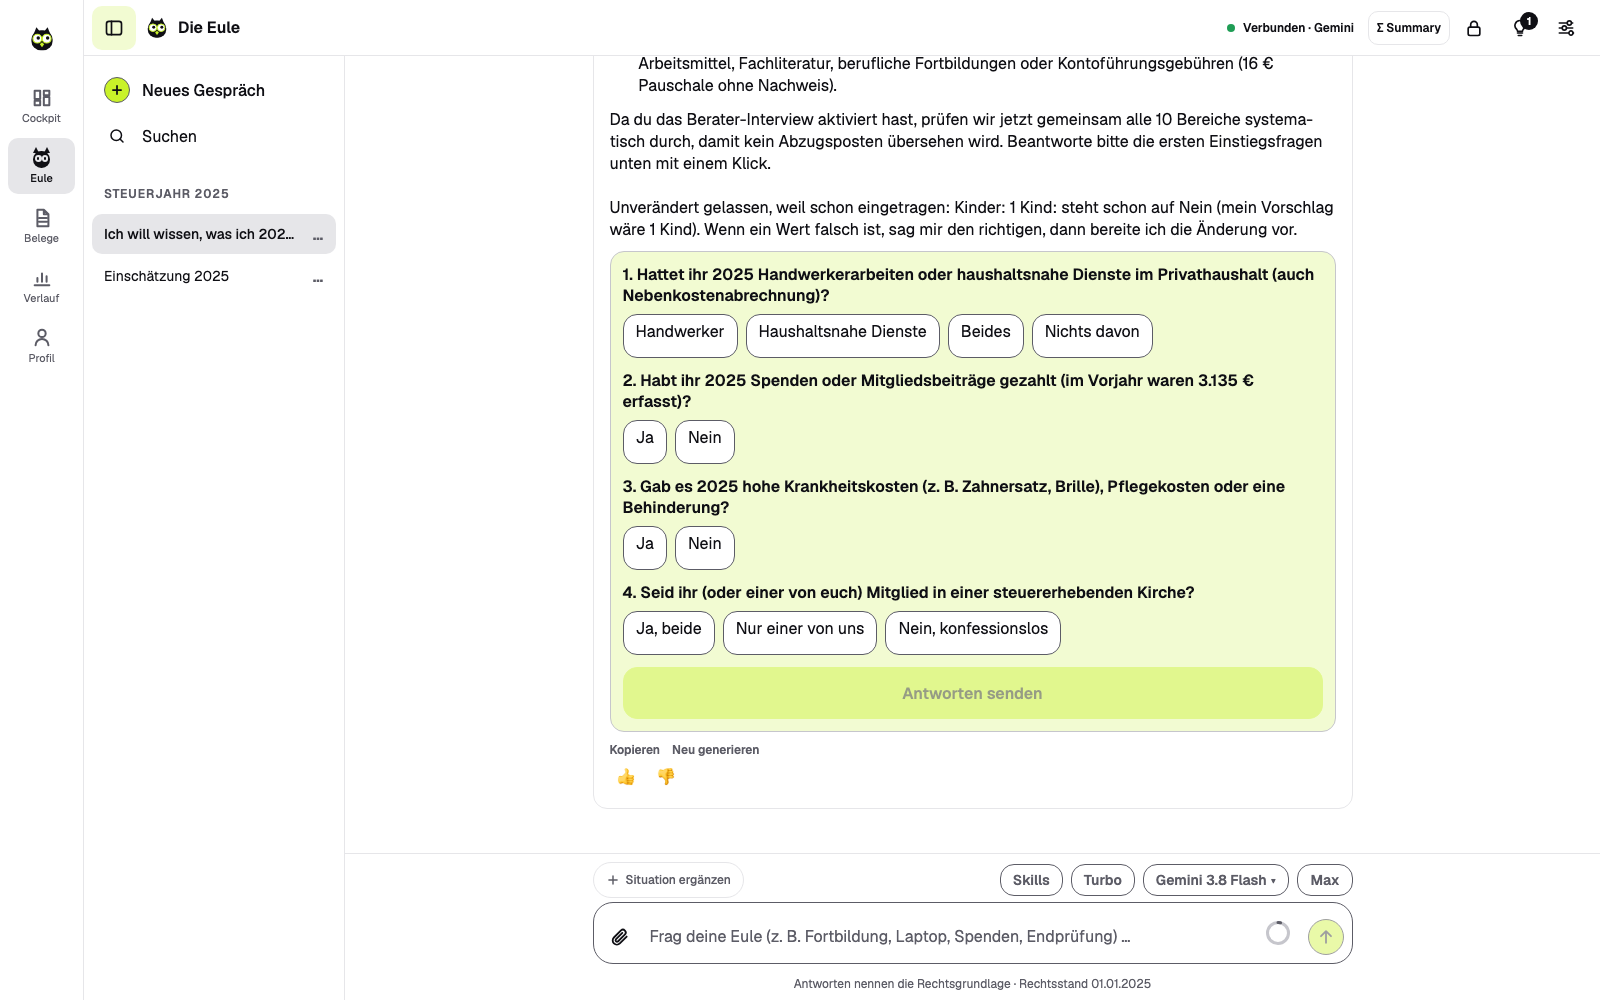 Die Eule
Verbunden · Gemini
Σ Summary
1
Cockpit
Eule
Belege
Verlauf
Profil
Neues Gespräch
Suchen
STEUERJAHR 2025
Ich will wissen, was ich 202... ...
Einschätzung 2025 ...
Arbeitsmittel, Fachliteratur, berufliche Fortbildungen oder Kontoführungsgebühren (16 €
Pauschale ohne Nachweis).
Da du das Berater-Interview aktiviert hast, prüfen wir jetzt gemeinsam alle 10 Bereiche systema-
tisch durch, damit kein Abzugsposten übersehen wird. Beantworte bitte die ersten Einstiegsfragen
unten mit einem Klick.
Unverändert gelassen, weil schon eingetragen: Kinder: 1 Kind: steht schon auf Nein (mein Vorschlag
wäre 1 Kind). Wenn ein Wert falsch ist, sag mir den richtigen, dann bereite ich die Änderung vor.
1. Hattet ihr 2025 Handwerkerarbeiten oder haushaltsnahe Dienste im Privathaushalt (auch
Nebenkostenabrechnung)?
Handwerker Haushaltsnahe Dienste Beides Nichts davon
2. Habt ihr 2025 Spenden oder Mitgliedsbeiträge gezahlt (im Vorjahr waren 3.135 €
erfasst)?
Ja Nein
3. Gab es 2025 hohe Krankheitskosten (z. B. Zahnersatz, Brille), Pflegekosten oder eine
Behinderung?
Ja Nein
4. Seid ihr (oder einer von euch) Mitglied in einer steuererhebenden Kirche?
Ja, beide Nur einer von uns Nein, konfessionslos
Antworten senden
Kopieren Neu generieren
+ Situation ergänzen
Skills Turbo Gemini 3.8 Flash ▾ Max
Frag deine Eule (z. B. Fortbildung, Laptop, Spenden, Endprüfung) ...
Antworten nennen die Rechtsgrundlage · Rechtsstand 01.01.2025